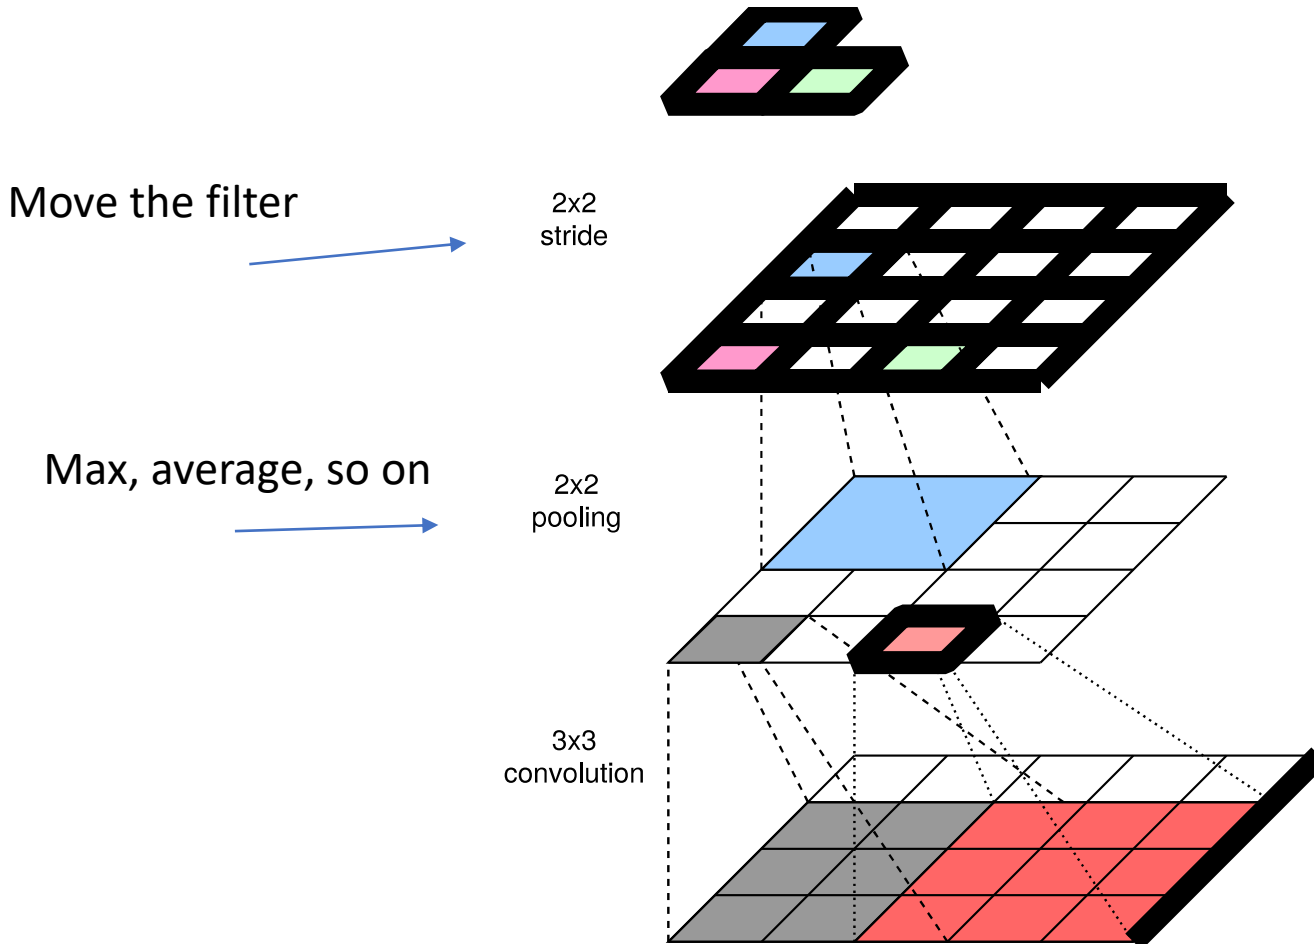 Move the filter
2x2
stride
Max, average, so on
2x2
pooling
3x3
convolution